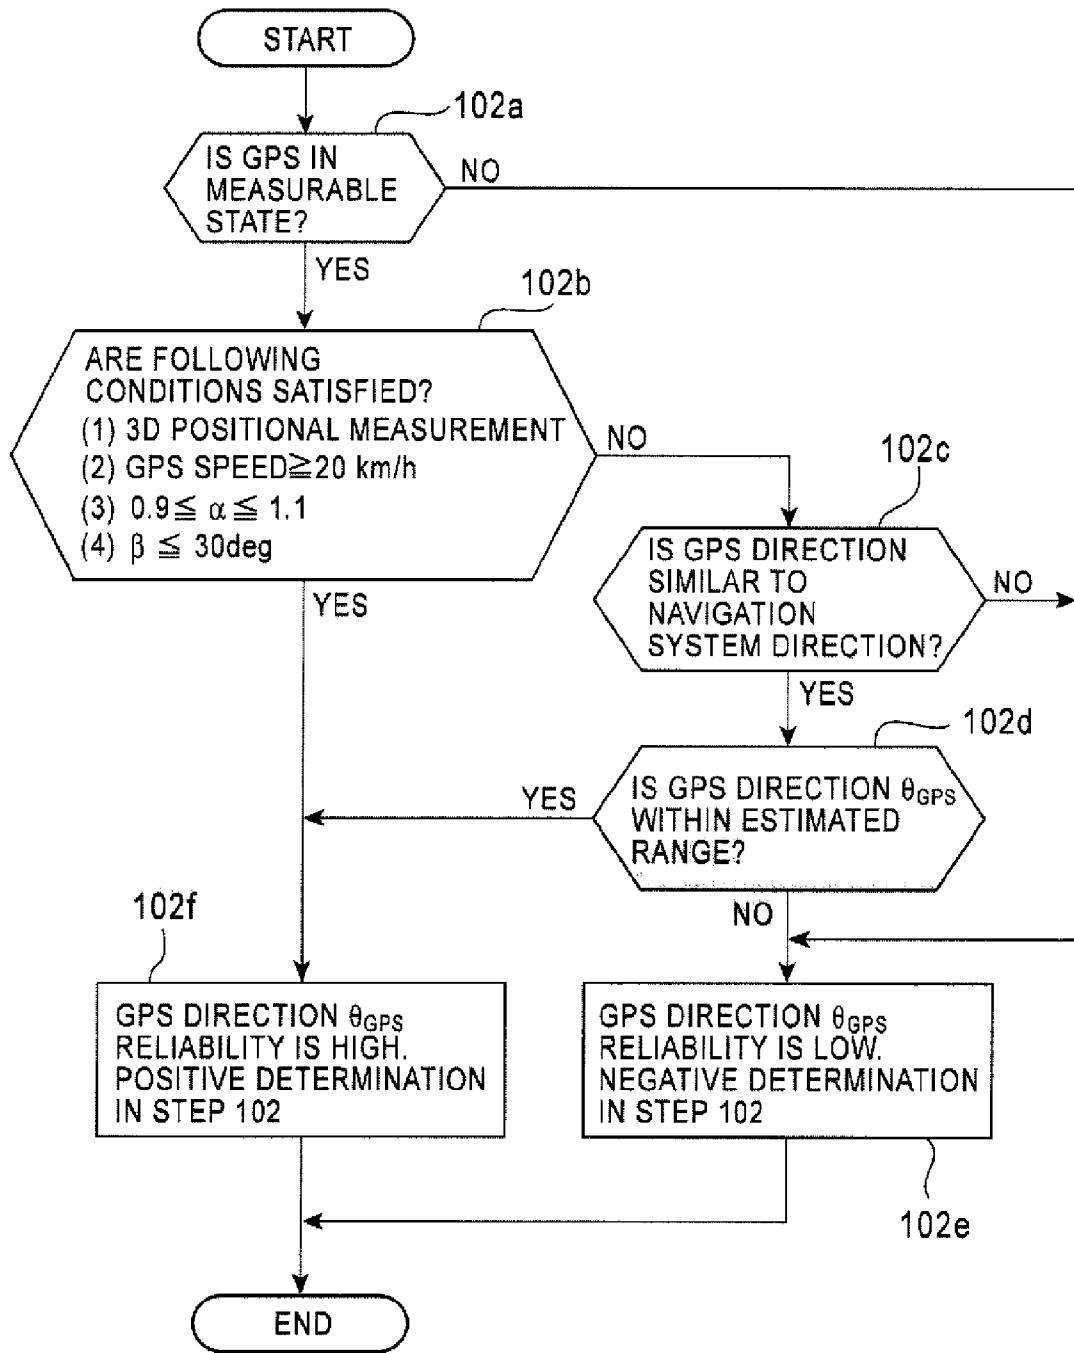 START
102a
IS GPS IN
MEASURABLE
STATE?
NO
YES
102b
ARE FOLLOWING
CONDITIONS SATISFIED?
(1) 3D POSITIONAL MEASUREMENT
(2) GPS SPEED≧20 km/h
(3) 0.9≦ α ≦ 1.1
(4) β ≦ 30deg
NO
YES
102c
IS GPS DIRECTION
SIMILAR TO
NAVIGATION
SYSTEM DIRECTION?
NO
YES
102d
IS GPS DIRECTION θGPS
WITHIN ESTIMATED
RANGE?
YES
NO
102f
GPS DIRECTION θGPS
RELIABILITY IS HIGH.
POSITIVE DETERMINATION
IN STEP 102
GPS DIRECTION θGPS
RELIABILITY IS LOW.
NEGATIVE DETERMINATION
IN STEP 102
102e
END